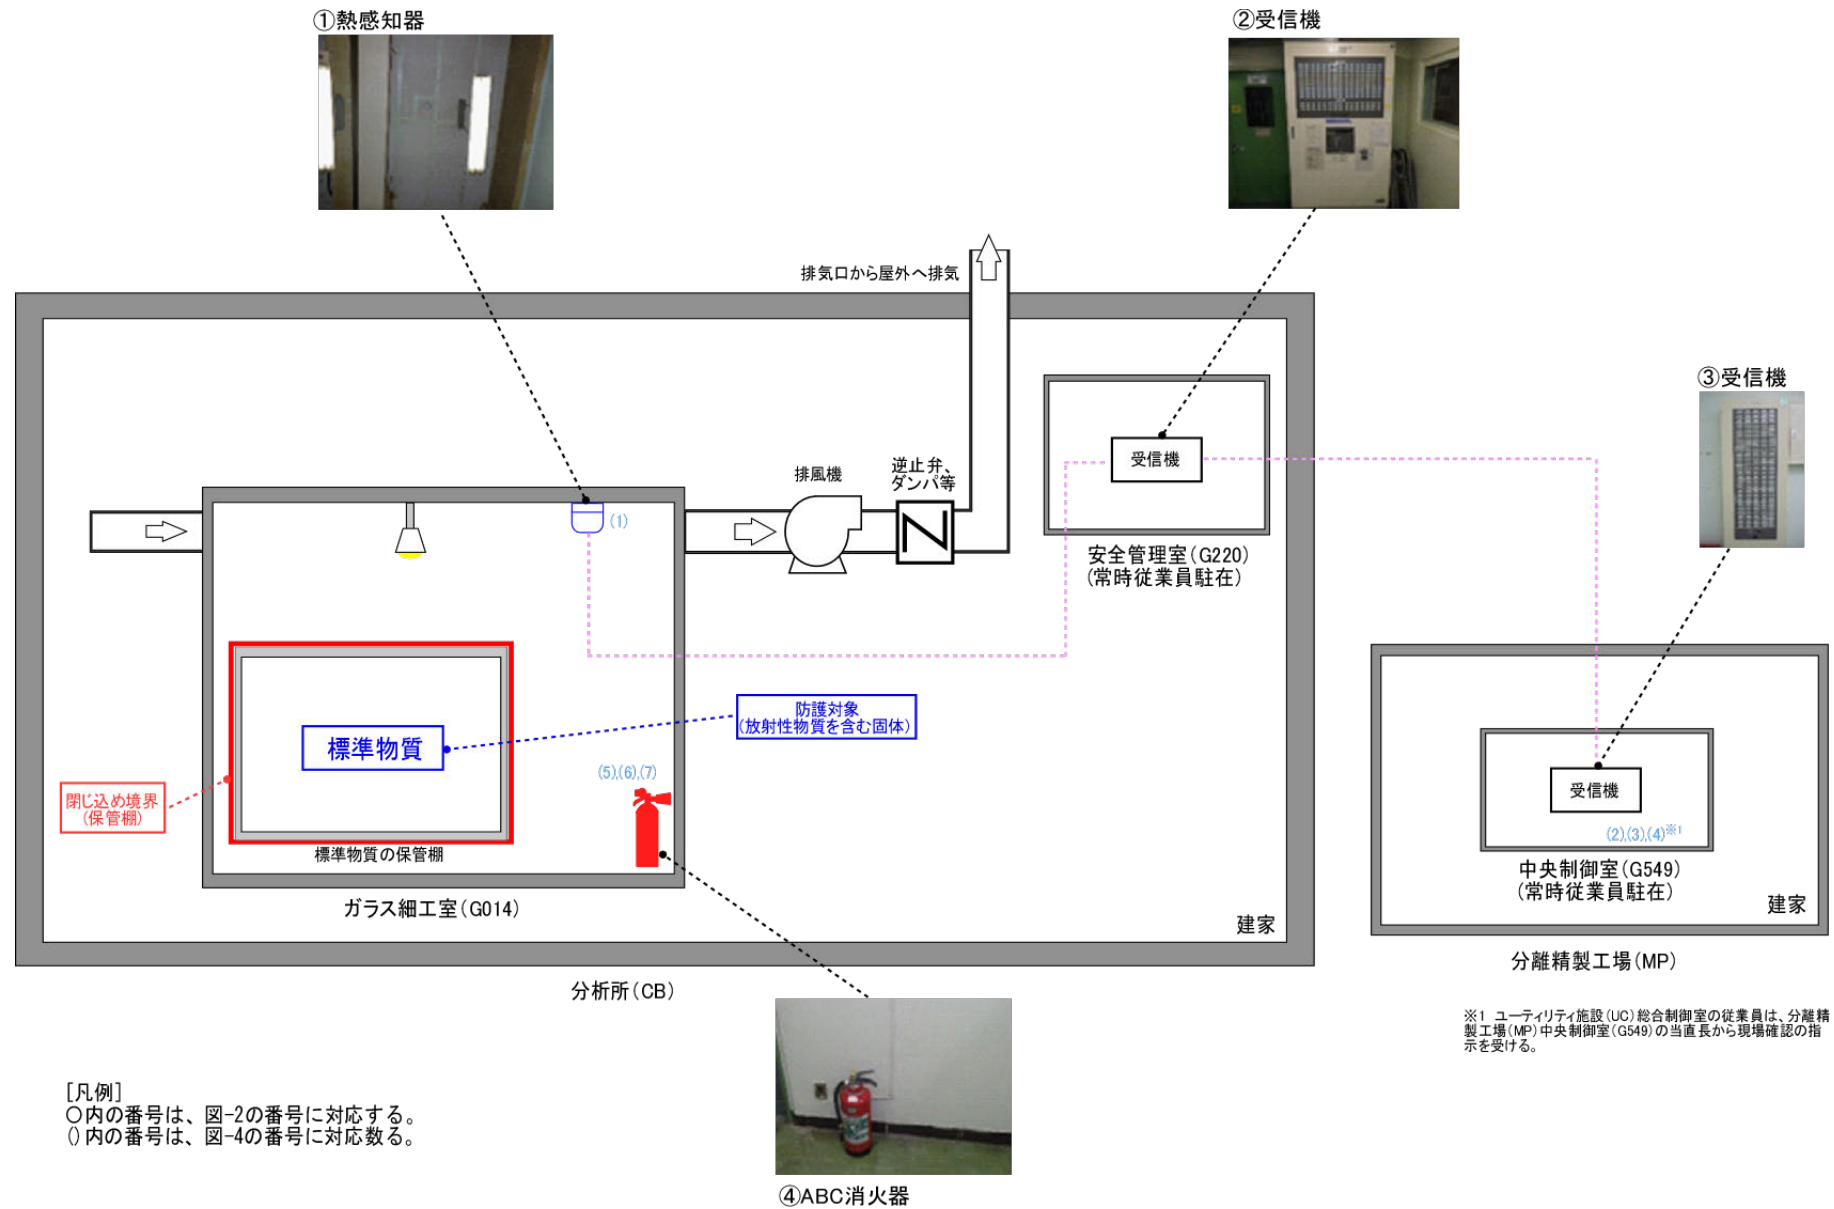 ①熱感知器
②受信機
排気口から屋外へ排気
③受信機
排風機
逆止弁、
ダンパ等
(1)
受信機
安全管理室(G220)
(常時従業員駐在)
防護対象
(放射性物質を含む固体)
標準物質
(5),(6),(7)
閉じ込め境界
(保管棚)
標準物質の保管棚
ガラス細工室(G014)
受信機
(2),(3),(4)※1
中央制御室(G549)
(常時従業員駐在)
建家
建家
分離精製工場(MP)
分析所(CB)
※1 ユーティリティ施設(UC)総合制御室の従業員は、分離精
製工場(MP)中央制御室(G549)の当直長から現場確認の指
示を受ける。
[凡例]
○内の番号は、図-2の番号に対応する。
()内の番号は、図-4の番号に対応数る。
④ABC消火器